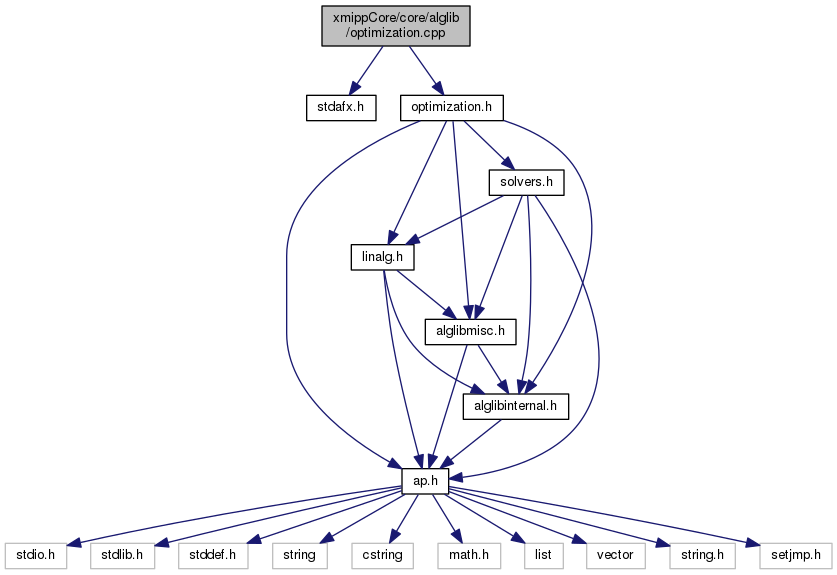 xmippCore/core/alglib
/optimization.cpp
stdafx.h
optimization.h
solvers.h
linalg.h
alglibmisc.h
alglibinternal.h
ap.h
stdio.h
stdlib.h
stddef.h
string
cstring
math.h
list
vector
string.h
setjmp.h